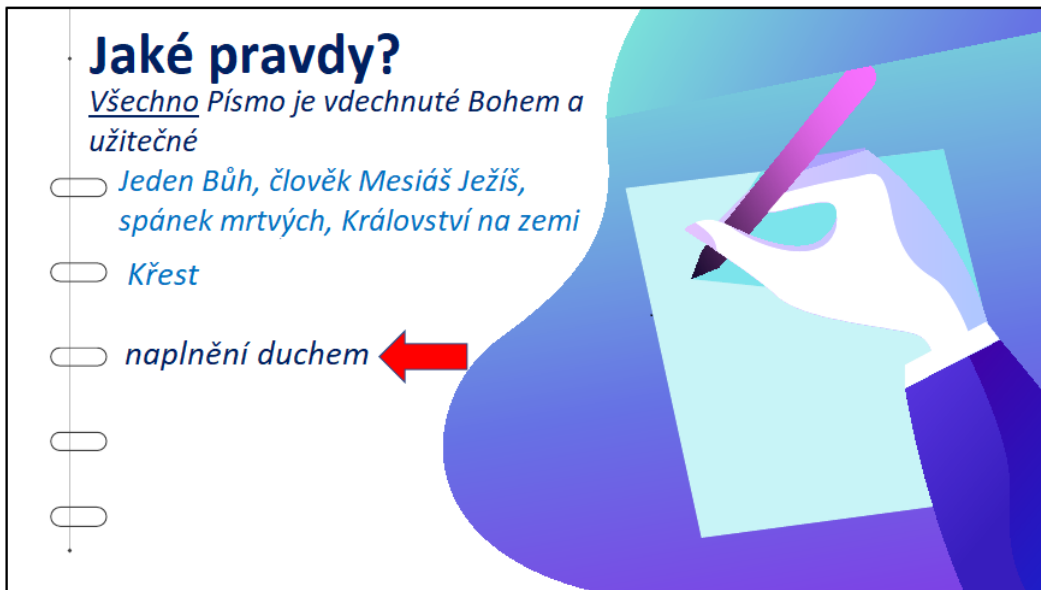 Jaké pravdy?
Všechno Písmo je vdechnuté Bohem a
užitečné
Jeden Bůh, člověk Mesiáš Ježíš,
spánek mrtvých, Království na zemi
Křest
naplnění duchem